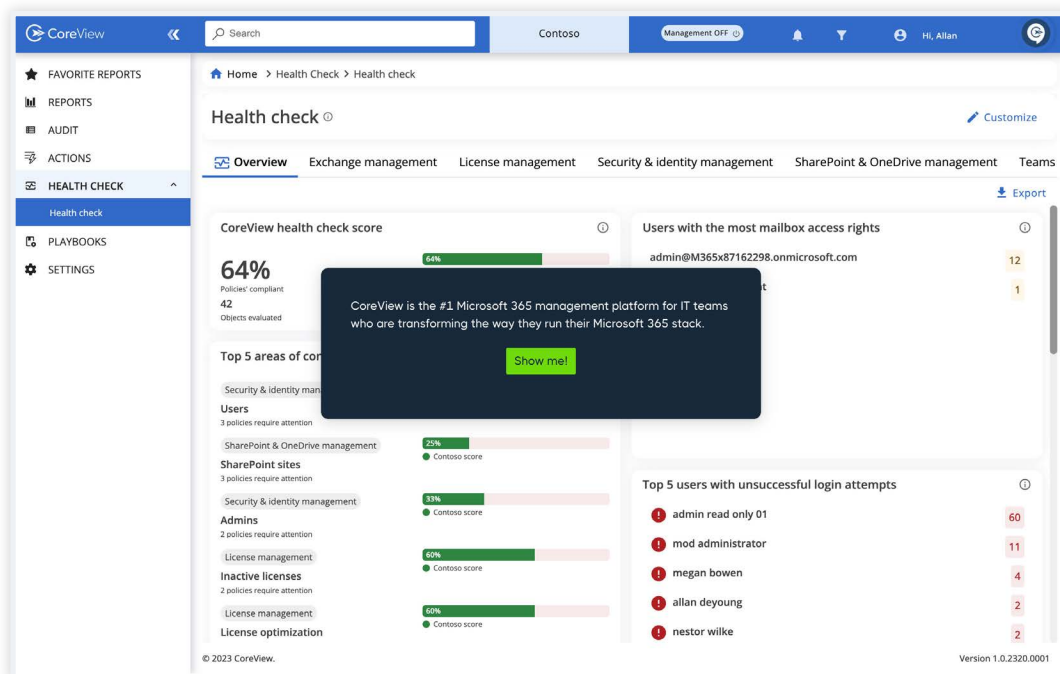 CoreView
Search
Contoso
Management OFF
Hi, Allan
FAVORITE REPORTS
REPORTS
AUDIT
ACTIONS
HEALTH CHECK
Health check
PLAYBOOKS
SETTINGS
Home > Health Check > Health check
Health check
Customize
Overview Exchange management License management Security & identity management SharePoint & OneDrive management Teams
Export
CoreView health check score
64%
Policies' compliant
42
Objects evaluated
64%
Users with the most mailbox access rights
admin@M365x87162298.onmicrosoft.com 12
1
CoreView is the #1 Microsoft 365 management platform for IT teams
who are transforming the way they run their Microsoft 365 stack.
Show me!
Top 5 areas of
Security & identity
Users
3 policies require attention
SharePoint & OneDrive management
25%
Contoso score
SharePoint sites
3 policies require attention
Security & identity management
33%
Contoso score
Admins
2 policies require attention
License management
60%
Contoso score
Inactive licenses
2 policies require attention
License management
60%
Contoso score
License optimization
Top 5 users with unsuccessful login attempts
admin read only 01 60
mod administrator 11
megan bowen 4
allan deyoung 2
nestor wilke 2
© 2023 CoreView.
Version 1.0.2320.0001